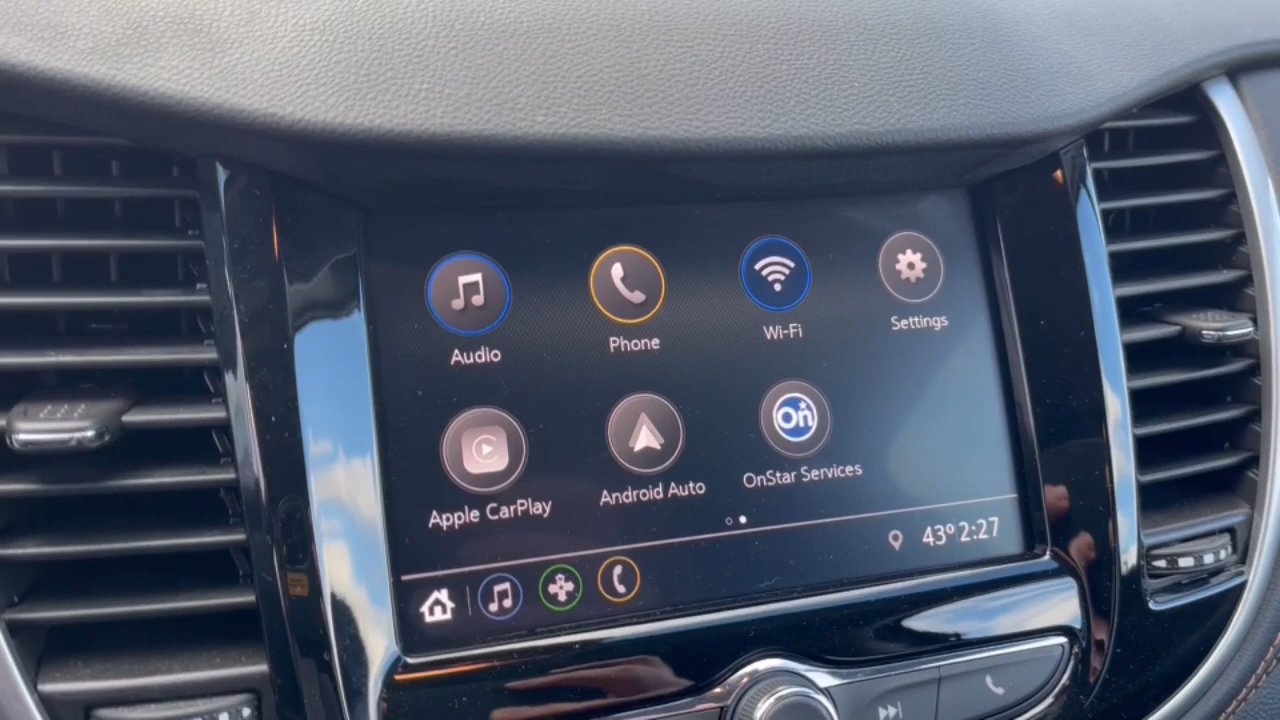 Audio
Phone
Wi-Fi
Settings
Apple CarPlay
Android Auto
On
OnStar Services
43° 2:27